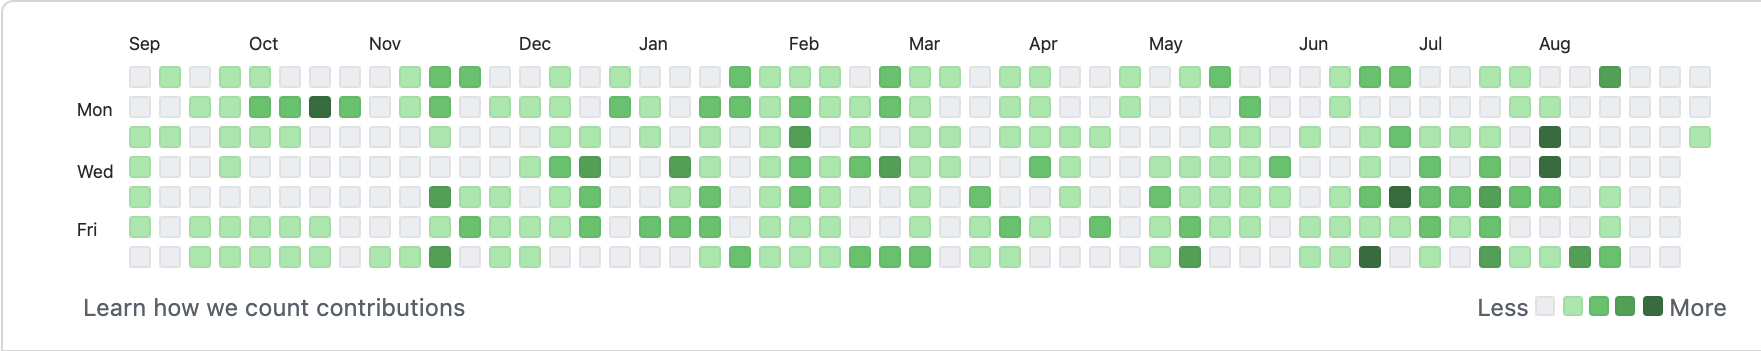 Sep Oct Nov Dec Jan Feb Mar Apr May Jun Jul Aug
Mon
Wed
Fri
Learn how we count contributions Less More